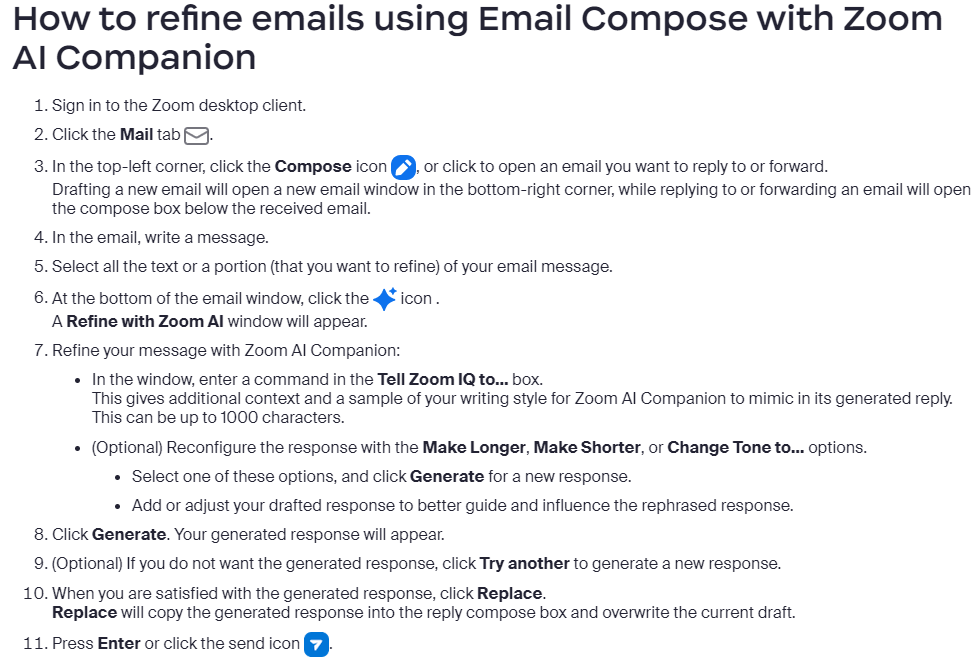 How to refine emails using Email Compose with Zoom
AI Companion
1. Sign in to the Zoom desktop client.
2. Click the Mail tab .
3. In the top-left corner, click the Compose icon , or click to open an email you want to reply to or forward.
Drafting a new email will open a new email window in the bottom-right corner, while replying to or forwarding an email will open
the compose box below the received email.
4. In the email, write a message.
5. Select all the text or a portion (that you want to refine) of your email message.
6. At the bottom of the email window, click the icon .
A Refine with Zoom AI window will appear.
7. Refine your message with Zoom AI Companion:
• In the window, enter a command in the Tell Zoom IQ to... box.
This gives additional context and a sample of your writing style for Zoom AI Companion to mimic in its generated reply.
This can be up to 1000 characters.
• (Optional) Reconfigure the response with the Make Longer, Make Shorter, or Change Tone to... options.
• Select one of these options, and click Generate for a new response.
• Add or adjust your drafted response to better guide and influence the rephrased response.
8. Click Generate. Your generated response will appear.
9. (Optional) If you do not want the generated response, click Try another to generate a new response.
10. When you are satisfied with the generated response, click Replace.
Replace will copy the generated response into the reply compose box and overwrite the current draft.
11. Press Enter or click the send icon .